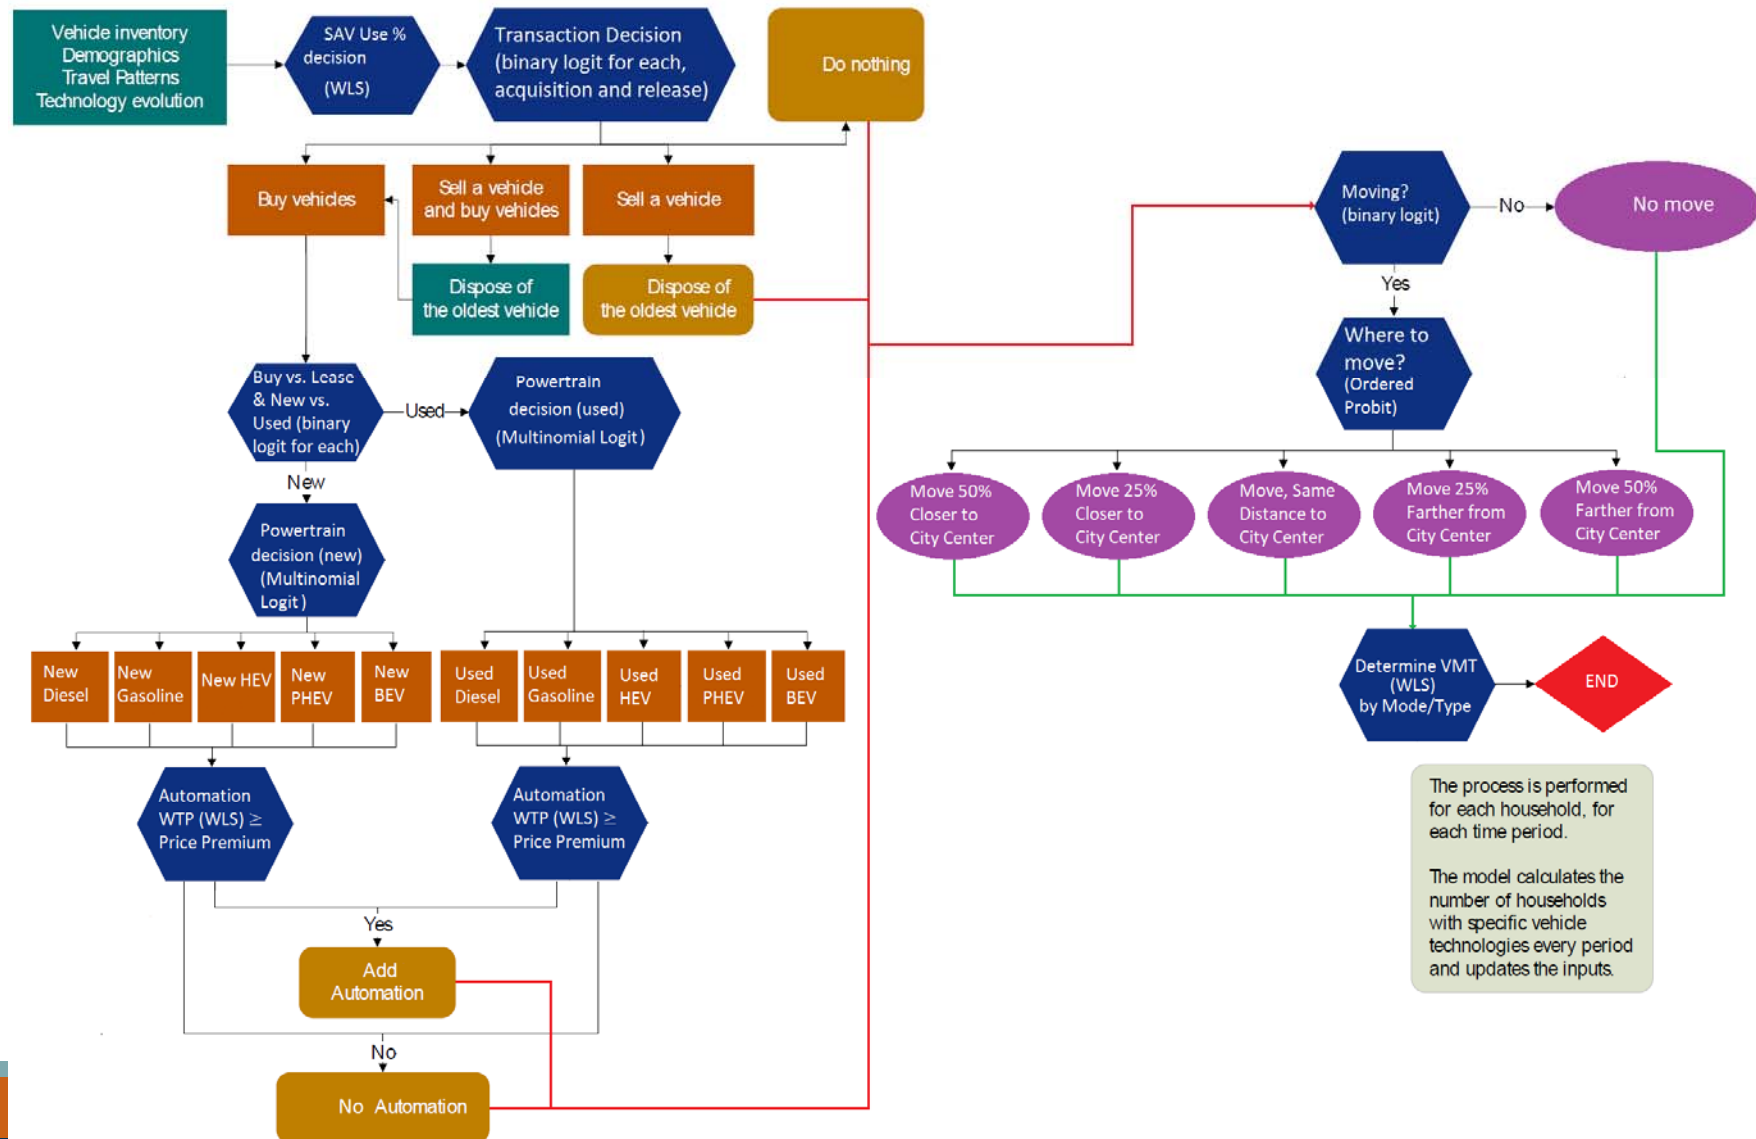 Vehicle inventory
Demographics
Travel Patterns
Technology evolution
SAV Use %
decision
(WLS)
Transaction Decision
(binary logit for each,
acquisition and release)
Do nothing
Buy vehicles
Sell a vehicle
and buy vehicles
Sell a vehicle
Dispose of
the oldest vehicle
Dispose of
the oldest vehicle
Buy vs. Lease
& New vs.
Used (binary
logit for each)
Used
Powertrain
decision (used)
(Multinomial Logit)
New
Powertrain
decision (new)
(Multinomial
Logit)
New
Diesel
New
Gasoline
New HEV
New
PHEV
New
BEV
Used
Diesel
Used
Gasoline
Used
HEV
Used
PHEV
Used
BEV
Automation
WTP (WLS) ≥
Price Premium
Automation
WTP (WLS) ≥
Price Premium
Yes
Add
Automation
No
No Automation
Moving?
(binary logit)
No
No move
Yes
Where to
move?
(Ordered
Probit)
Move 50%
Closer to
City Center
Move 25%
Closer to
City Center
Move, Same
Distance to
City Center
Move 25%
Farther from
City Center
Move 50%
Farther from
City Center
Determine VMT
(WLS)
by Mode/Type
END
The process is performed
for each household, for
each time period.
The model calculates the
number of households
with specific vehicle
technologies every period
and updates the inputs.